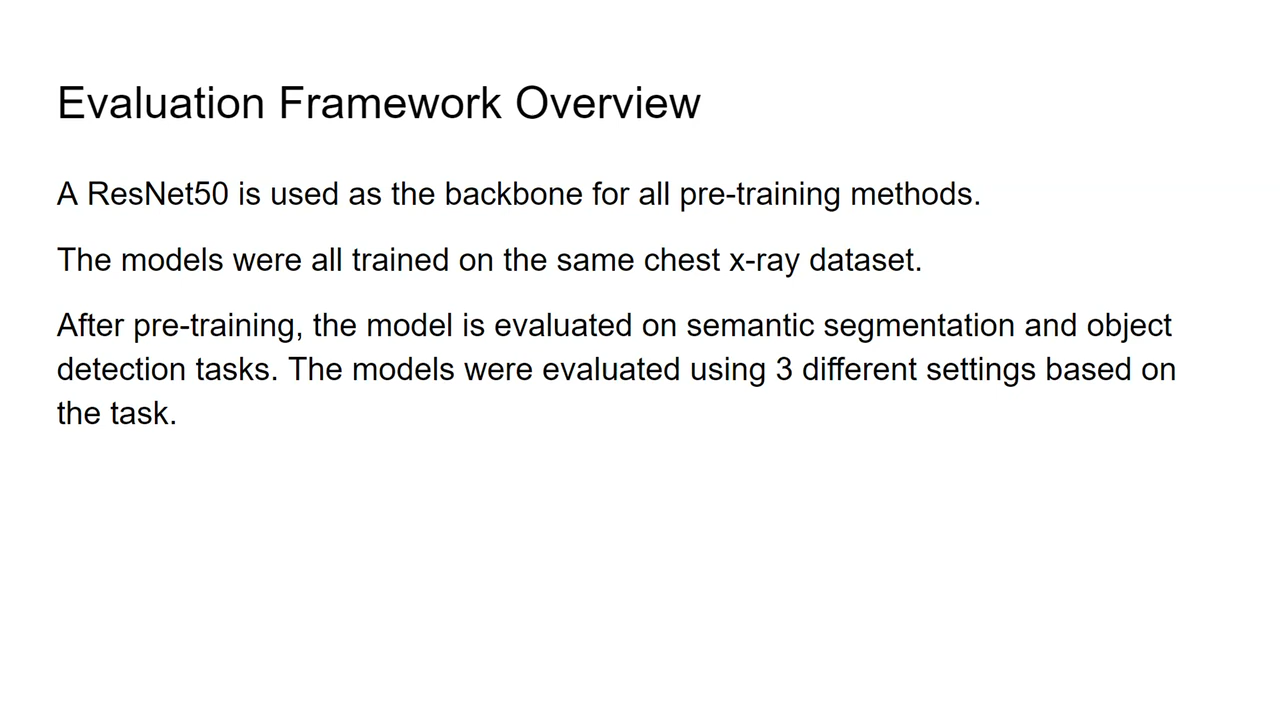 Evaluation Framework Overview
A ResNet50 is used as the backbone for all pre-training methods.
The models were all trained on the same chest x-ray dataset.
After pre-training, the model is evaluated on semantic segmentation and object
detection tasks. The models were evaluated using 3 different settings based on
the task.